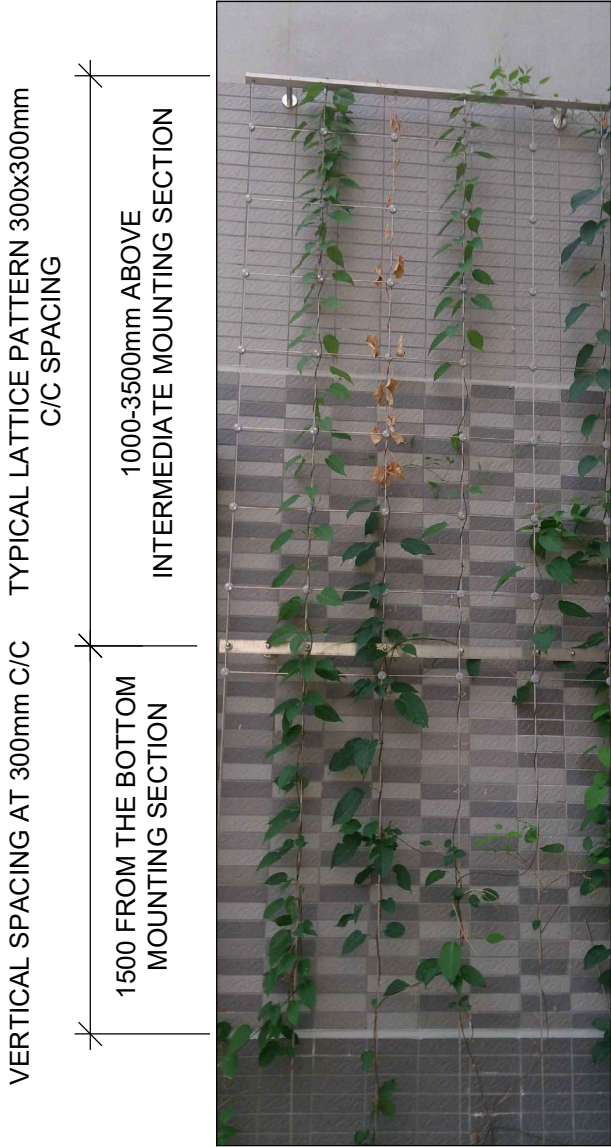 VERTICAL SPACING AT 300mm C/C
TYPICAL LATTICE PATTERN 300x300mm
C/C SPACING
1500 FROM THE BOTTOM
MOUNTING SECTION
1000-3500mm ABOVE
INTERMEDIATE MOUNTING SECTION